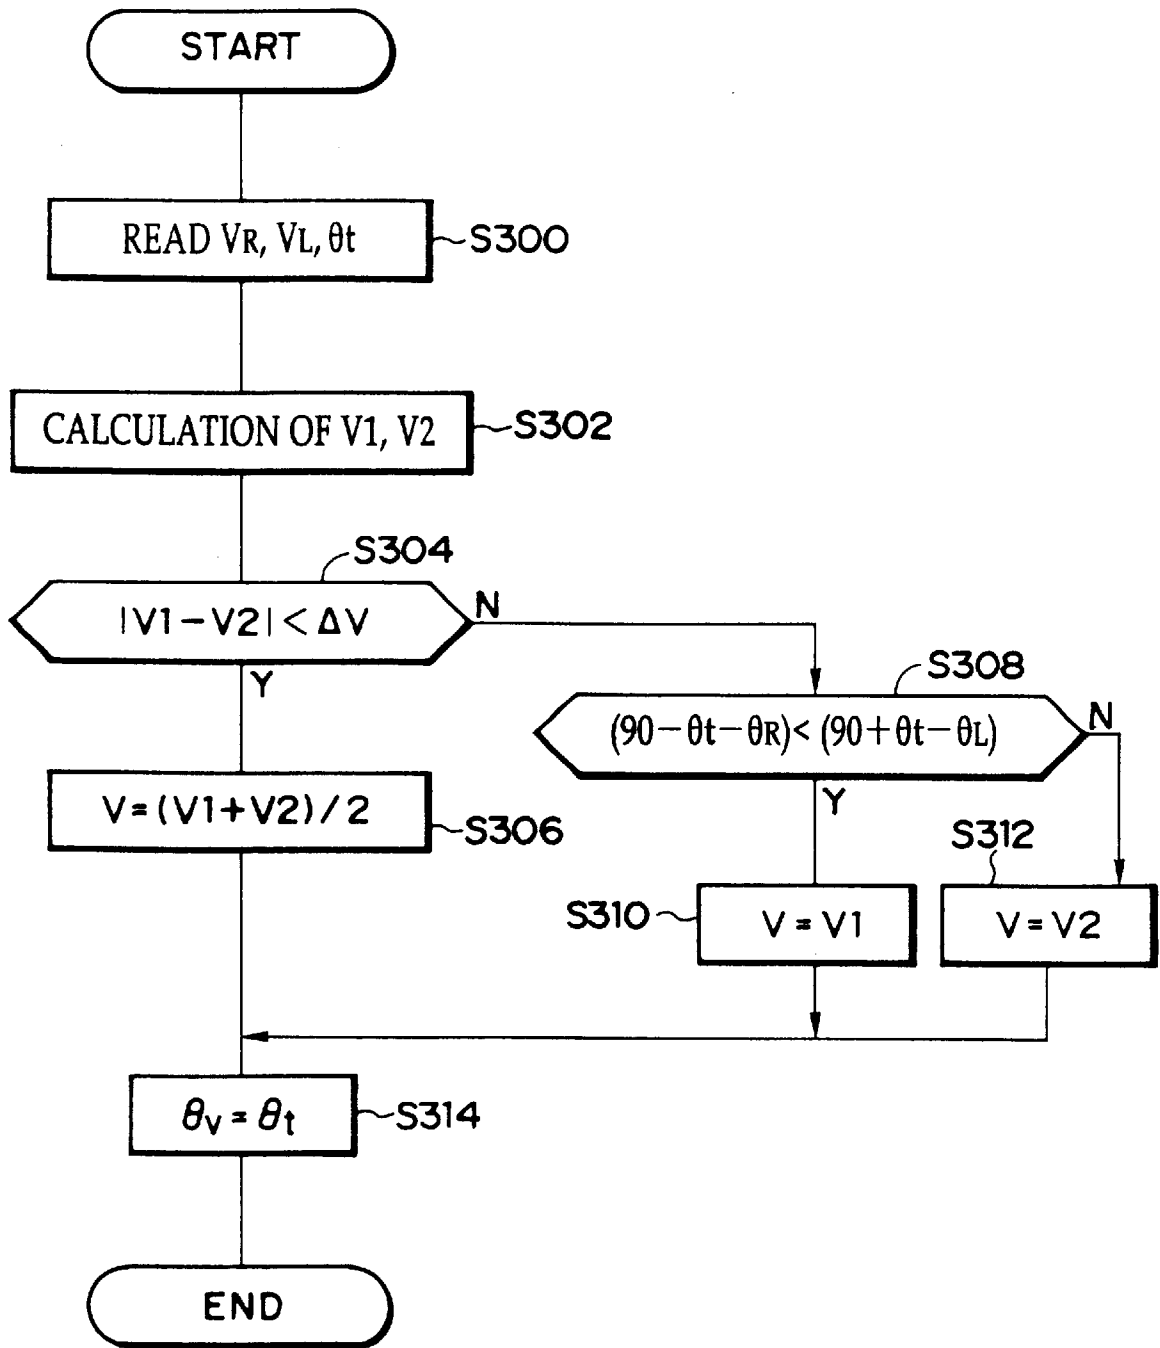 START
READ VR, VL, θt
S300
CALCULATION OF V1, V2
S302
S304
|V1-V2| < ΔV
N
Y
S308
(90-θt-θR)< (90+θt-θL)
N
Y
V=(V1+V2)/2
S306
S312
S310
V=V1
V=V2
θv=θt
S314
END